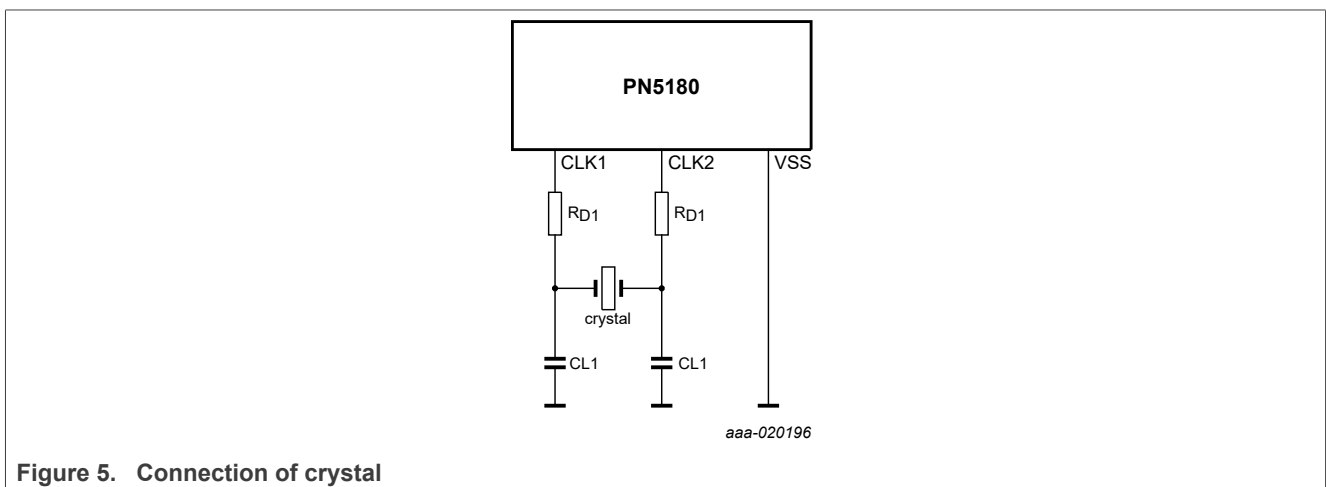 PN5180
CLK1 CLK2 VSS
RD1 RD1
crystal
CL1 CL1
aaa-020196
Figure 5. Connection of crystal